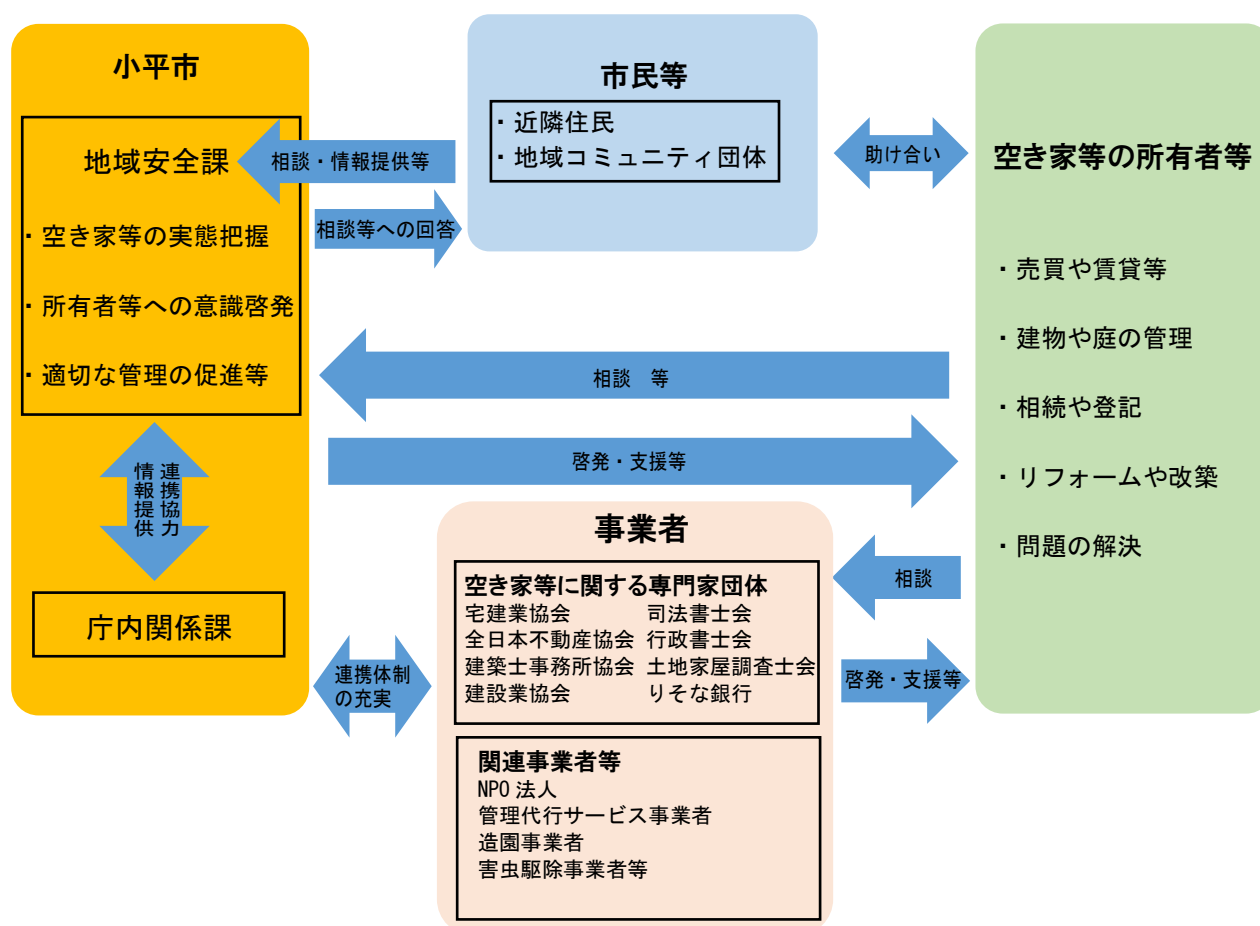 小平市
地域安全課
・空き家等の実態把握
・所有者等への意識啓発
・適切な管理の促進等
連携協力
情報提供
庁内関係課
相談・情報提供等
相談等への回答
市民等
・近隣住民
・地域コミュニティ団体
助け合い
空き家等の所有者等
・売買や賃貸等
・建物や庭の管理
・相続や登記
・リフォームや改築
・問題の解決
相談　等
啓発・支援等
連携体制
の充実
事業者
空き家等に関する専門家団体
宅建業協会　司法書士会
全日本不動産協会　行政書士会
建築士事務所協会　土地家屋調査士会
建設業協会　りそな銀行
関連事業者等
NPO 法人
管理代行サービス事業者
造園事業者
害虫駆除事業者等
相談
啓発・支援等